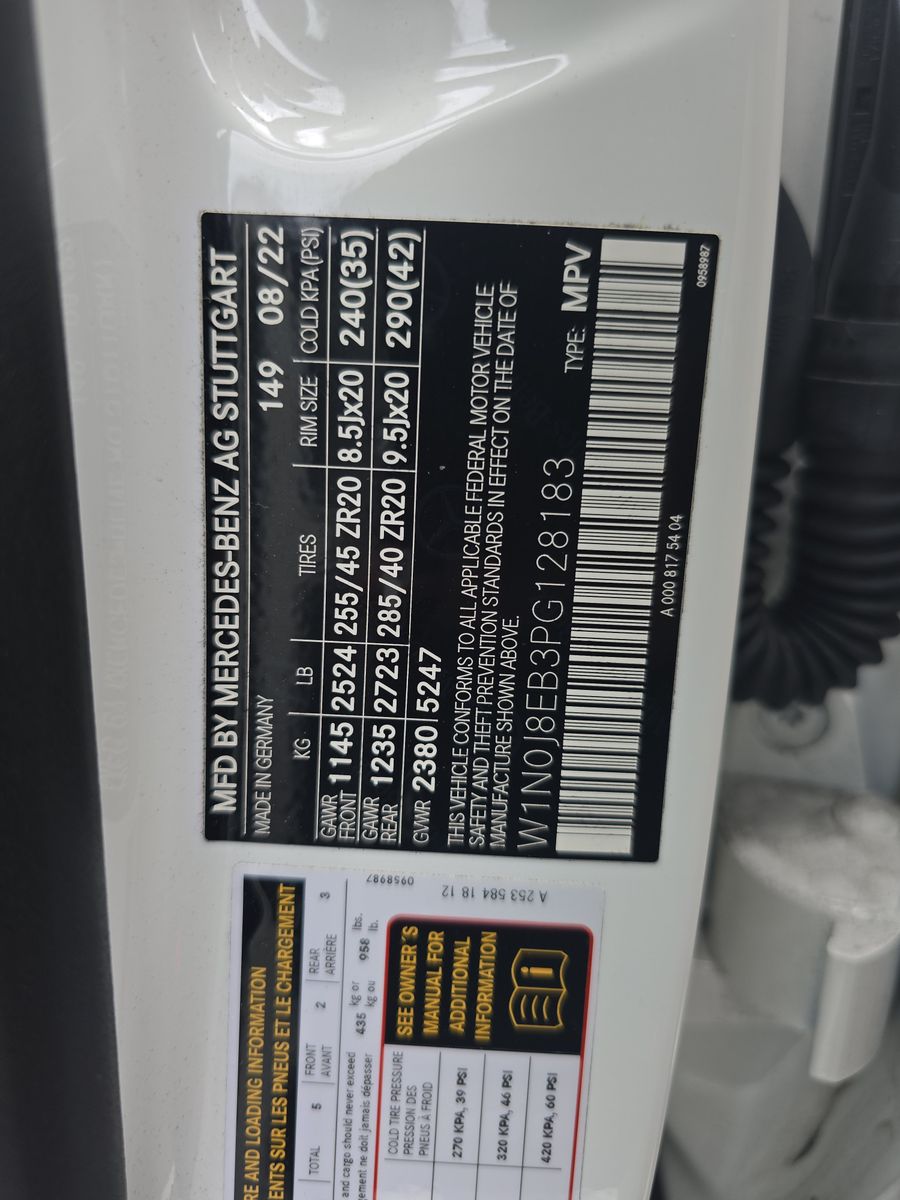 MFD BY MERCEDES-BENZ AG STUTTGART
MADE IN GERMANY 149 08/22
KG LB TIRES RIM SIZE COLD KPA(PSI)
GAWR FRONT 1145 2524 255/45 ZR20 8.5Jx20 240(35)
GAWR REAR 1235 2723 285/40 ZR20 9.5Jx20 290(42)
GVWR 2380 5247
THIS VEHICLE CONFORMS TO ALL APPLICABLE FEDERAL MOTOR VEHICLE
SAFETY AND THEFT PREVENTION STANDARDS IN EFFECT ON THE DATE OF
MANUFACTURE SHOWN ABOVE.
W1N0J8EB3PG128183 TYPE: MPV
A 000 817 54 04
0958987
RE AND LOADING INFORMATION
ENTS SUR LES PNEUS ET LE CHARGEMENT
TOTAL 5 FRONT AVANT 2 REAR ARRIÈRE 3
and cargo should never exceed 435 kg or 958 lbs.
jement ne doit jamais dépasser kg ou lb.
COLD TIRE PRESSURE
PRESSION DES
PNEUS À FROID
270 KPA, 39 PSI
320 KPA, 46 PSI
420 KPA, 60 PSI
SEE OWNER´S
MANUAL FOR
ADDITIONAL
INFORMATION
0958987
A 253 584 18 12